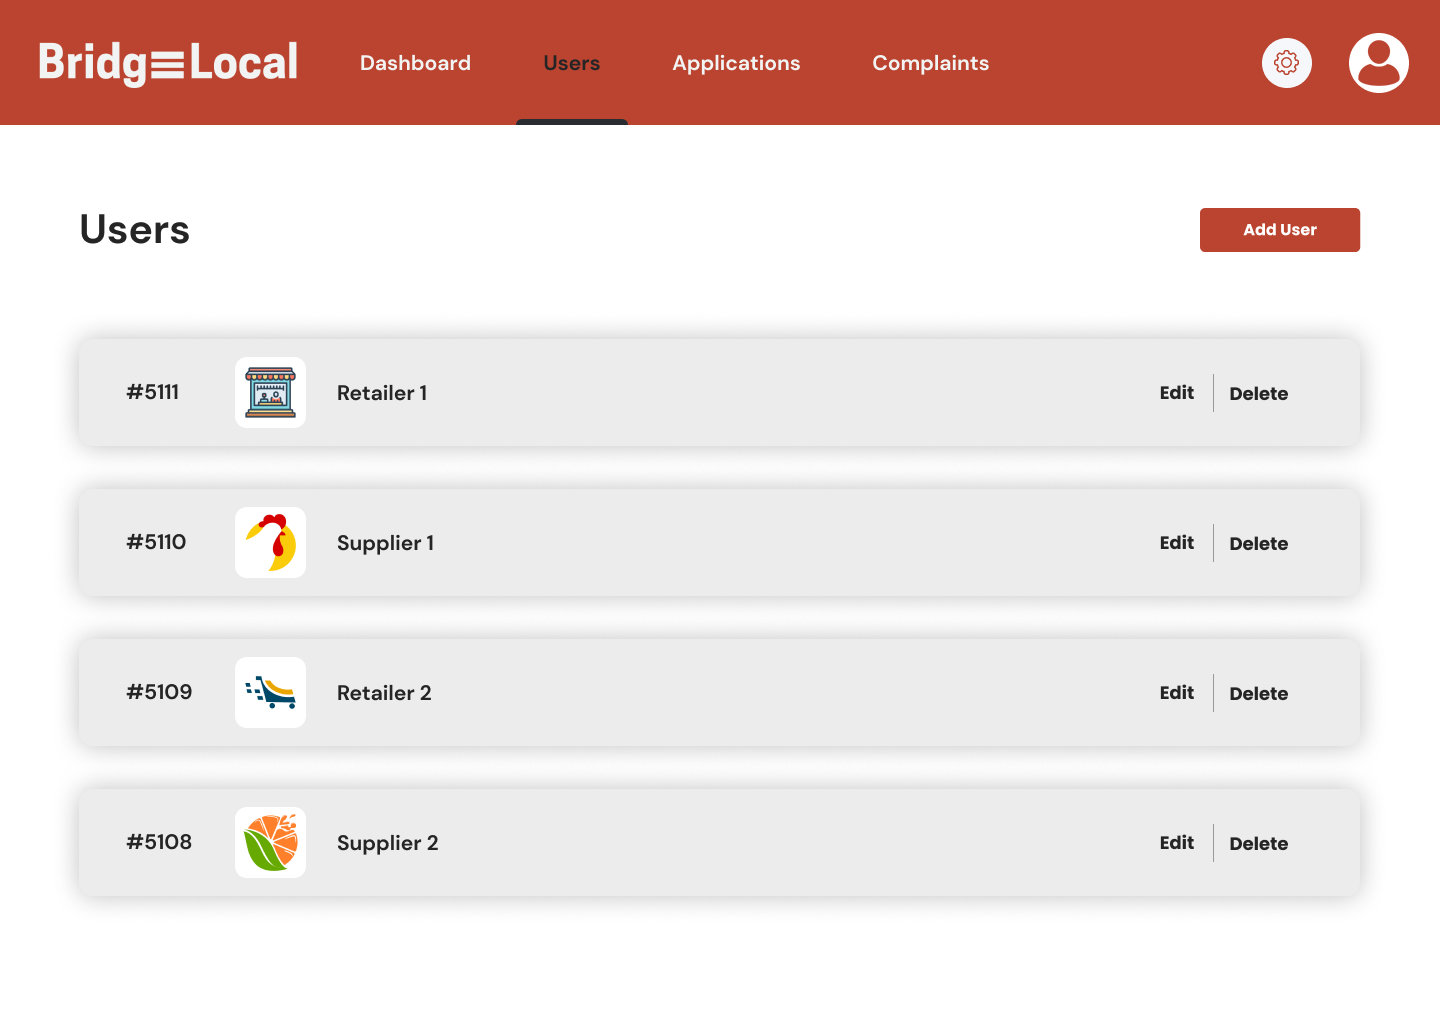 Bridge Local Dashboard Users Applications Complaints
Users Add User
#5111 Retailer 1 Edit Delete
#5110 Supplier 1 Edit Delete
#5109 Retailer 2 Edit Delete
#5108 Supplier 2 Edit Delete